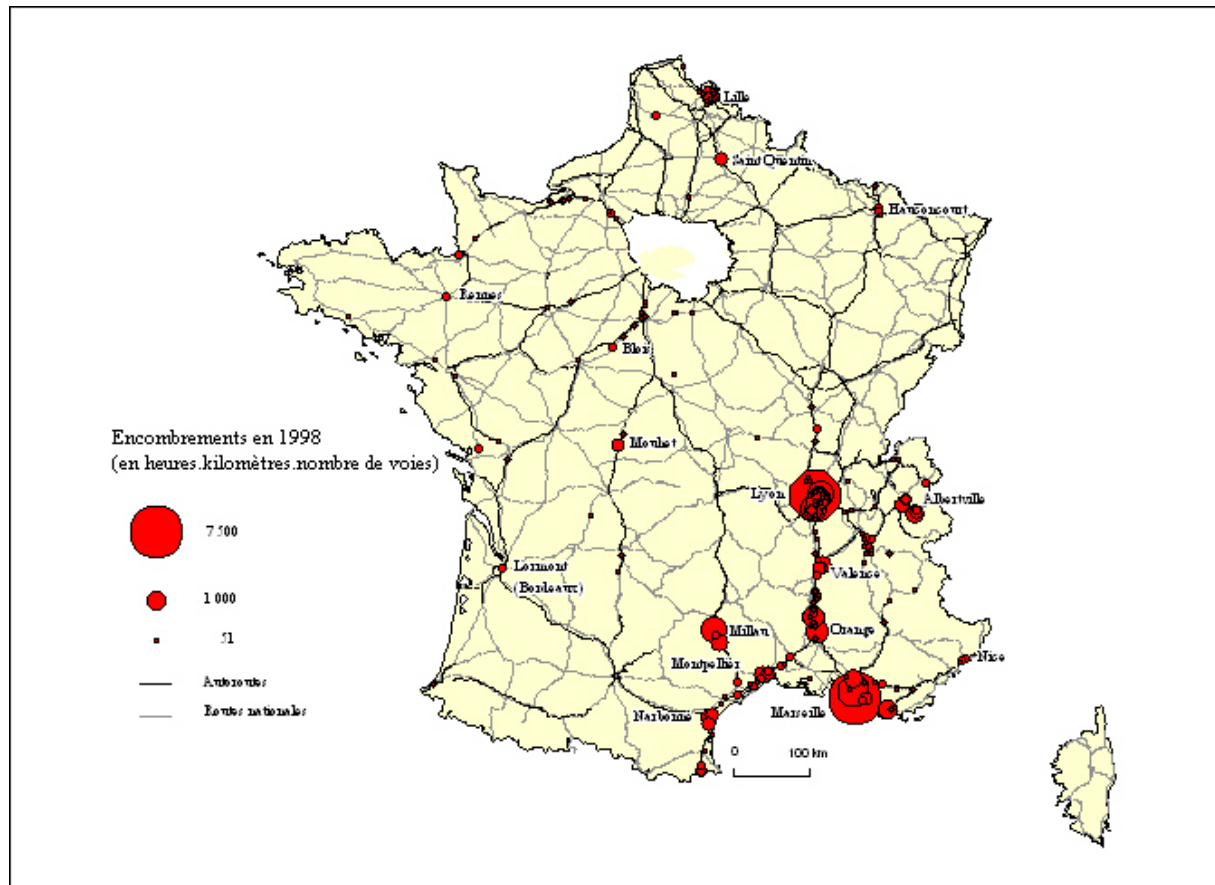 Lille
Saint Quentin
Hauconcourt
Rennes
Blois
Encombrements en 1998
(en heures.kilomètres.nombre de voies)
Mouhet
Lyon
Albertville
7 500
Lormont
(Bordeaux)
Valence
1 000
51
Millau
Orange
Montpellier
Nice
Autoroutes
Routes nationales
Narbonne
Marseille
0 100 km